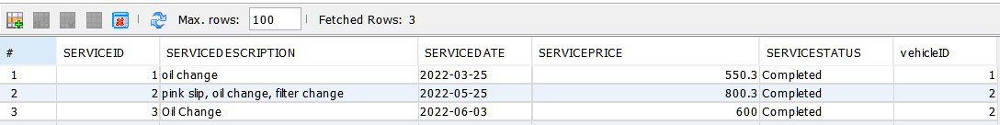 Max. rows: 100 Fetched Rows: 3
# SERVICEID SERVICEDESCRIPTION SERVICEDATE SERVICEPRICE SERVICESTATUS vehicleID
1 1 oil change 2022-03-25 550.3 Completed 1
2 2 pink slip, oil change, filter change 2022-05-25 800.3 Completed 2
3 3 Oil Change 2022-06-03 600 Completed 2